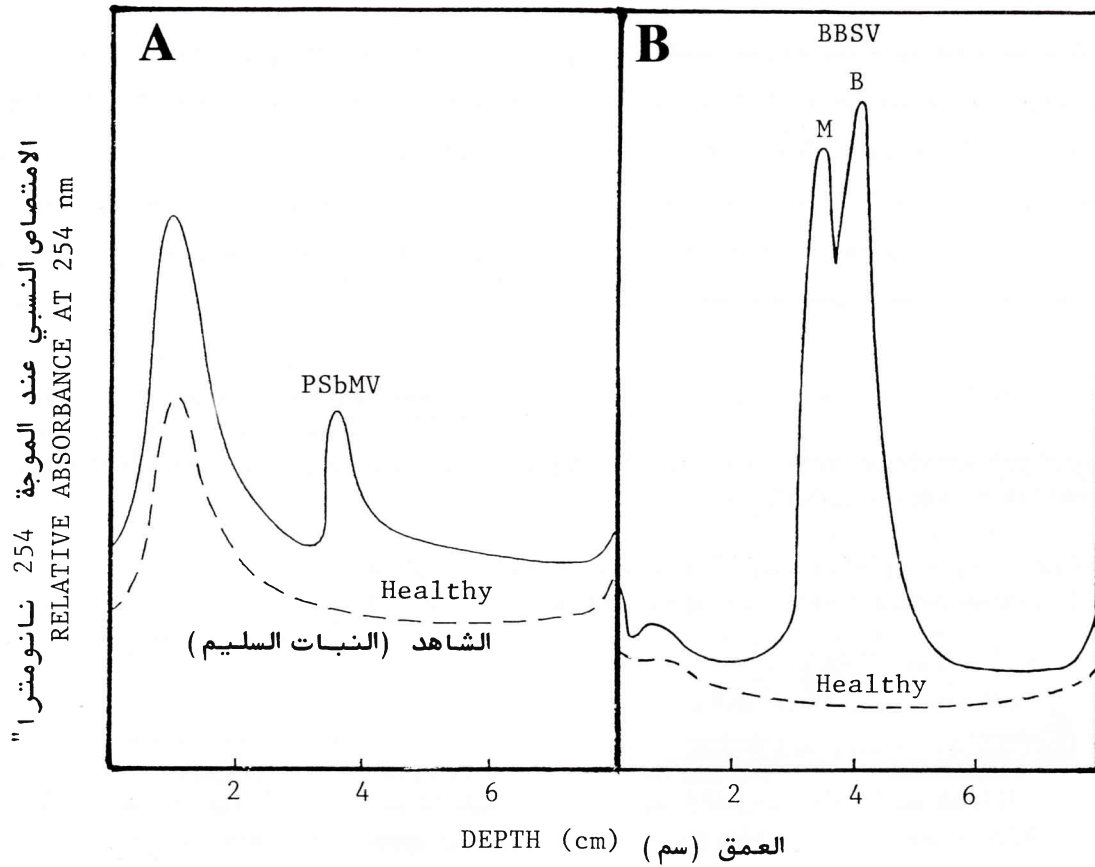 A
B
BBSV
M
B
PSbMV
Healthy
الشاهد (النبات السليم)
Healthy
2
4
6
2
4
6
DEPTH (cm) العمق (سم)
الامتصاص النسبي عند الموجة 254 نانومترا"
RELATIVE ABSORBANCE AT 254 nm